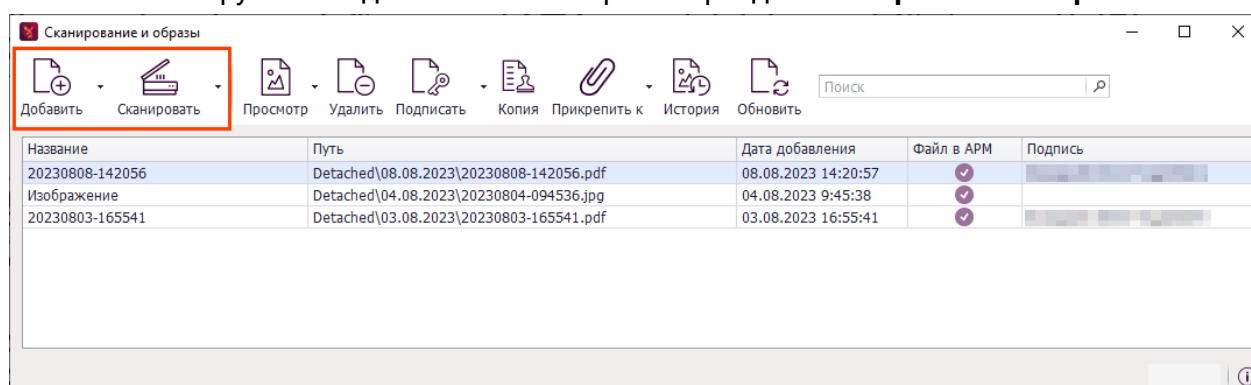 Сканирование и образы
Добавить Сканировать Просмотр Удалить Подписать Копия Прикрепить к История Обновить Поиск
Название Путь Дата добавления Файл в АРМ Подпись
20230808-142056 Detached\08.08.2023\20230808-142056.pdf 08.08.2023 14:20:57
Изображение Detached\04.08.2023\20230804-094536.jpg 04.08.2023 9:45:38
20230803-165541 Detached\03.08.2023\20230803-165541.pdf 03.08.2023 16:55:41